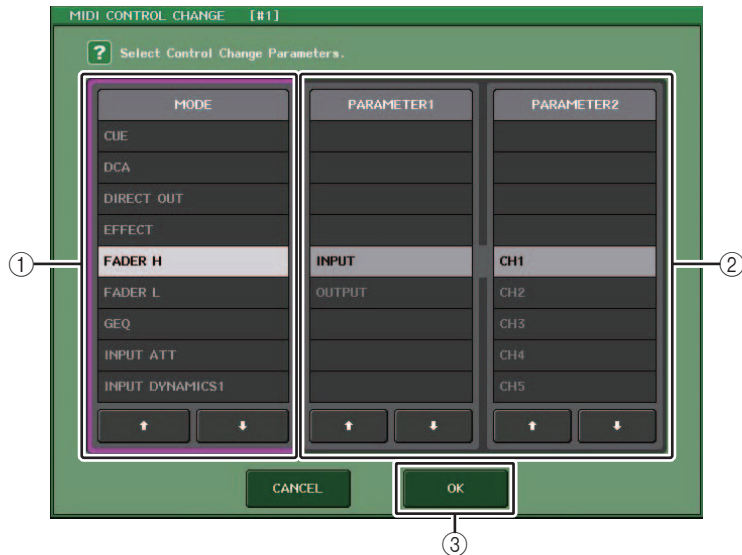 MIDI CONTROL CHANGE [#1]
? Select Control Change Parameters.
MODE
CUE
DCA
DIRECT OUT
EFFECT
FADER H
FADER L
GEQ
INPUT ATT
INPUT DYNAMICS1
PARAMETER1
INPUT
OUTPUT
PARAMETER2
CH1
CH2
CH3
CH4
CH5
CANCEL
OK
①
②
③